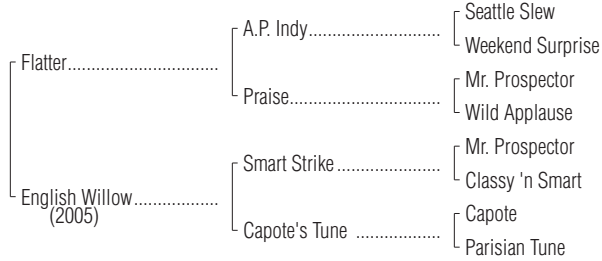 Seattle Slew
A.P. Indy
Weekend Surprise
Flatter
Mr. Prospector
Praise
Wild Applause
Mr. Prospector
Smart Strike
Classy 'n Smart
English Willow
(2005)
Capote
Capote's Tune
Parisian Tune